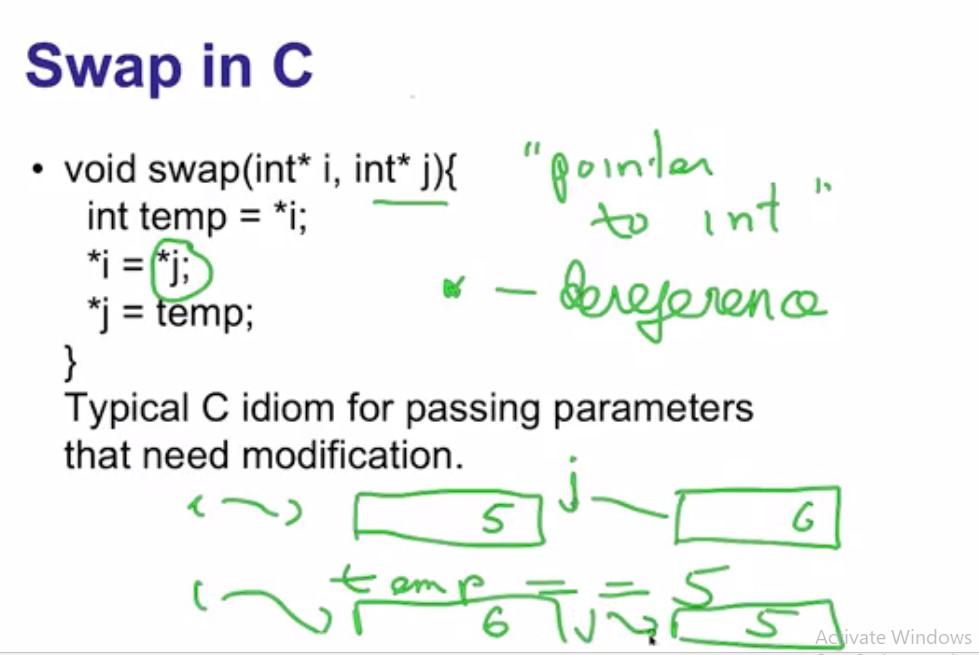 Swap in C
• void swap(int* i, int* j){
"pointer
to int"
int temp = *i;
*i = *j;
* — dereference
*j = temp;
}
Typical C idiom for passing parameters
that need modification.
i 5 j 6
temp == 5
i 6 j 5
Activate Windows